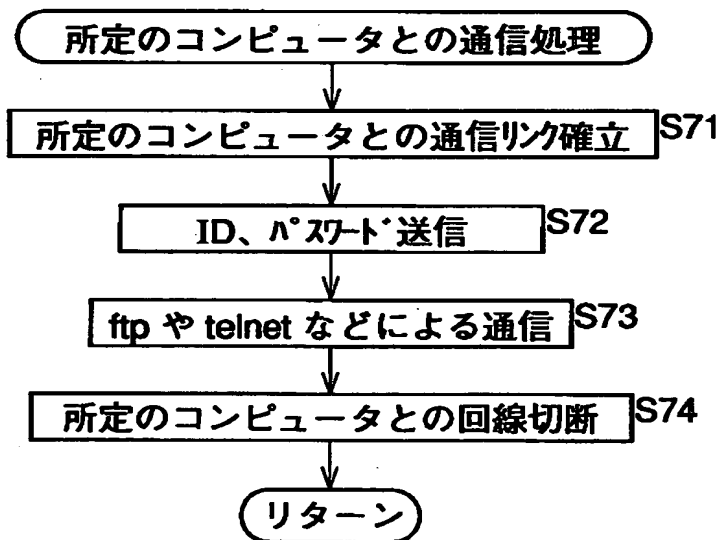 所定のコンピュータとの通信処理
所定のコンピュータとの通信ﾘﾝｸ確立 S71
ID、ﾊﾟｽﾜｰﾄﾞ送信 S72
ftp や telnet などによる通信 S73
所定のコンピュータとの回線切断 S74
リターン